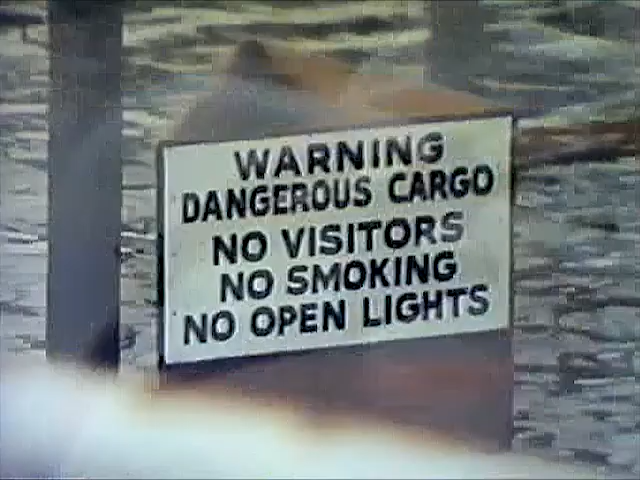 WARNING
DANGEROUS CARGO
NO VISITORS
NO SMOKING
NO OPEN LIGHTS